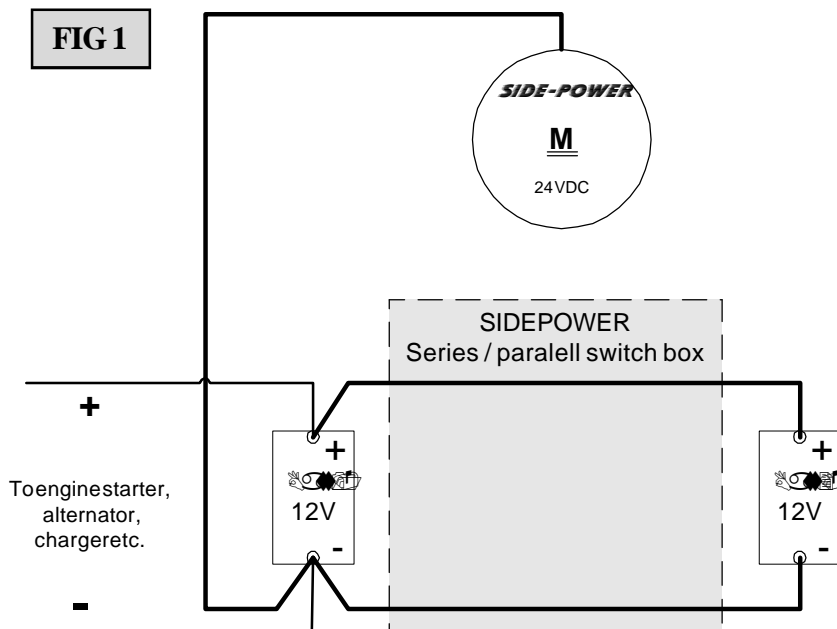 FIG 1
SIDE-POWER
M
24VDC
SIDEPOWER
Series / paralell switch box
+
Toenginestarter,
alternator,
chargeretc.
-
+
12V
-
+
12V
-